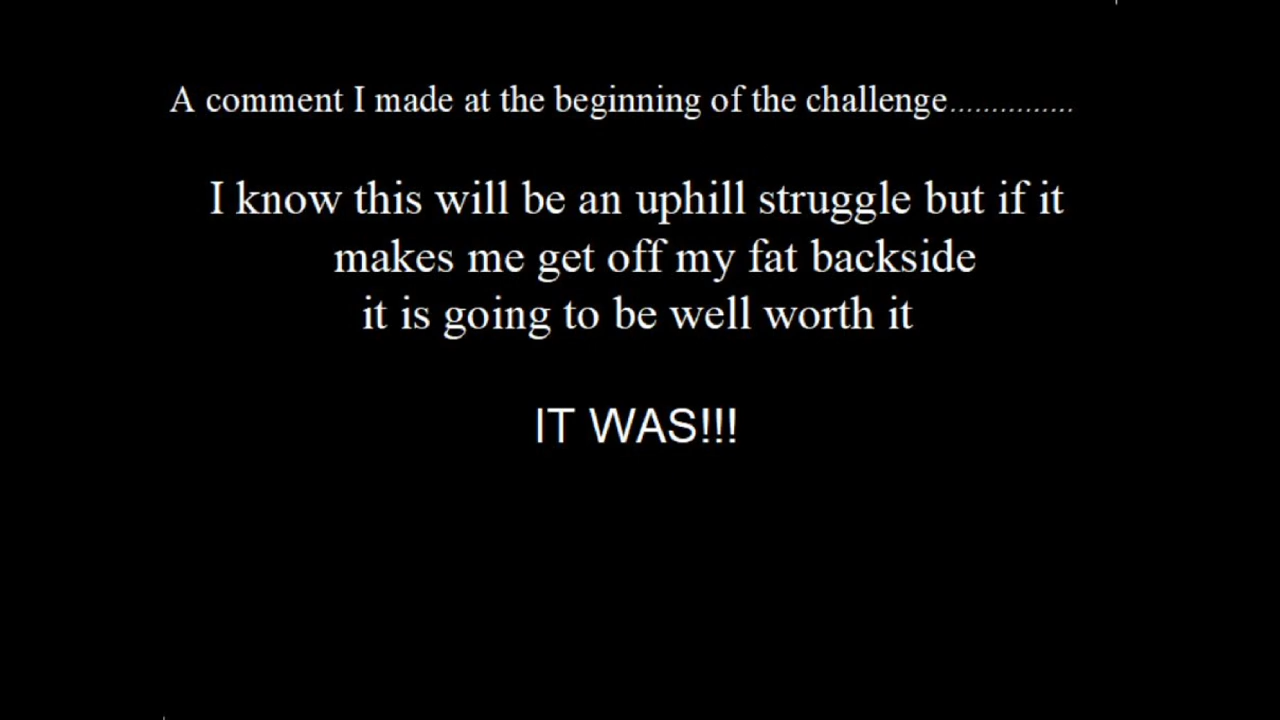 A comment I made at the beginning of the challenge...............
I know this will be an uphill struggle but if it
makes me get off my fat backside
it is going to be well worth it
IT WAS!!!